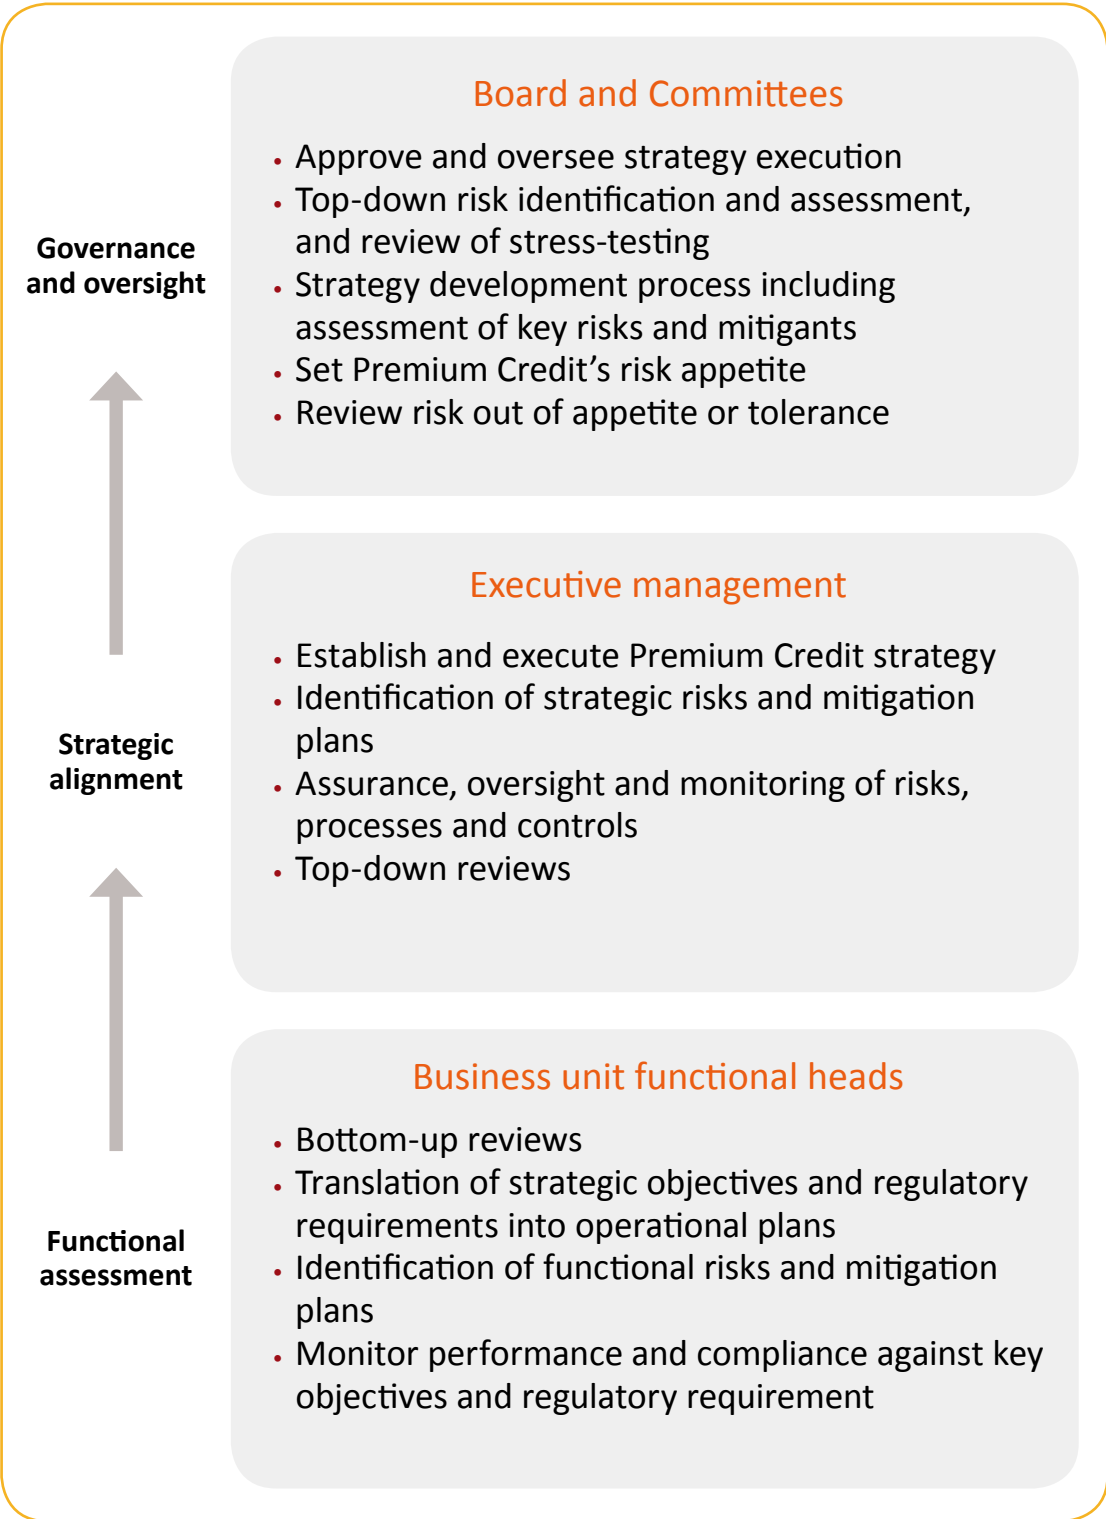 Board and Committees
• Approve and oversee strategy execution
• Top-down risk identification and assessment,
and review of stress-testing
• Strategy development process including
assessment of key risks and mitigants
• Set Premium Credit’s risk appetite
• Review risk out of appetite or tolerance
Governance
and oversight
Executive management
• Establish and execute Premium Credit strategy
• Identification of strategic risks and mitigation
plans
• Assurance, oversight and monitoring of risks,
processes and controls
• Top-down reviews
Strategic
alignment
Business unit functional heads
• Bottom-up reviews
• Translation of strategic objectives and regulatory
requirements into operational plans
• Identification of functional risks and mitigation
plans
• Monitor performance and compliance against key
objectives and regulatory requirement
Functional
assessment